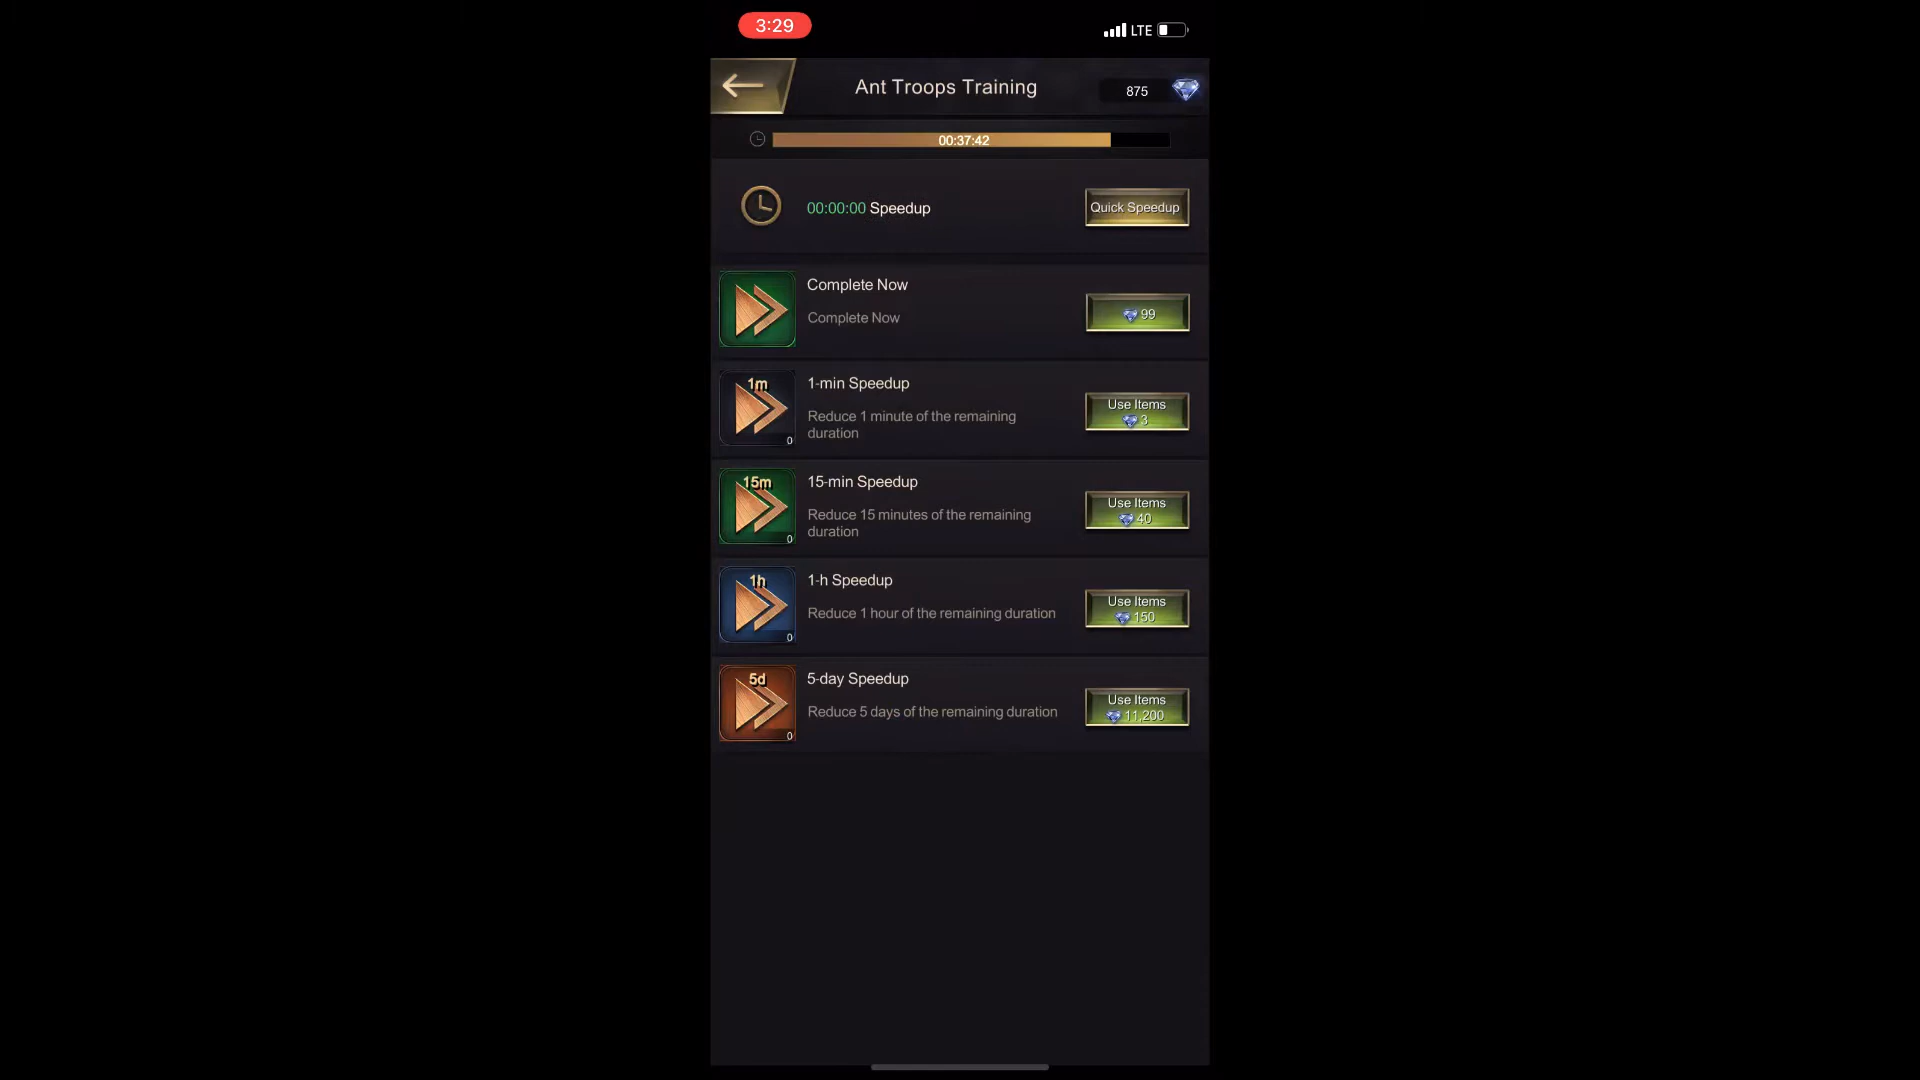 3:29
LTE
Ant Troops Training
875
00:37:42
00:00:00 Speedup
Quick Speedup
Complete Now
Complete Now
99
1m
0
1-min Speedup
Reduce 1 minute of the remaining
duration
Use Items
3
15m
0
15-min Speedup
Reduce 15 minutes of the remaining
duration
Use Items
40
1h
0
1-h Speedup
Reduce 1 hour of the remaining duration
Use Items
150
5d
0
5-day Speedup
Reduce 5 days of the remaining duration
Use Items
11,200